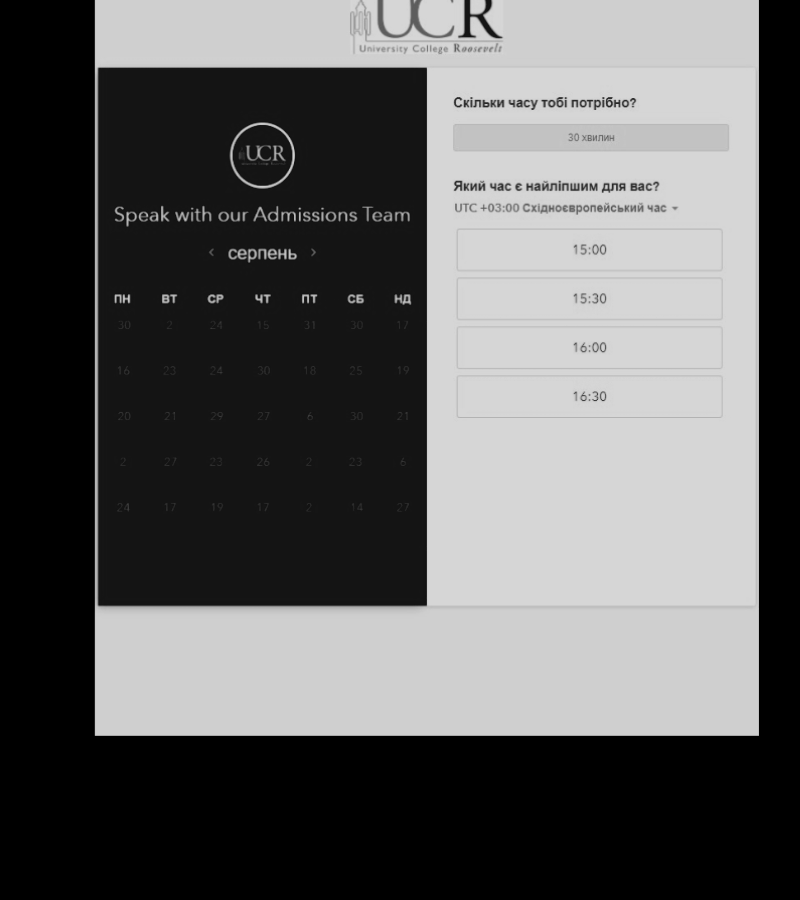 UCR
University College Roosevelt
UCR
Speak with our Admissions Team
‹ серпень ›
ПН ВТ СР ЧТ ПТ СБ НД
30 2 24 15 31 30 17
16 23 24 30 18 25 19
20 21 29 27 6 30 21
2 27 23 26 2 23 6
24 17 19 17 2 14 27
Скільки часу тобі потрібно?
30 хвилин
Який час є найліпшим для вас?
UTC +03:00 Східноєвропейський час
15:00
15:30
16:00
16:30